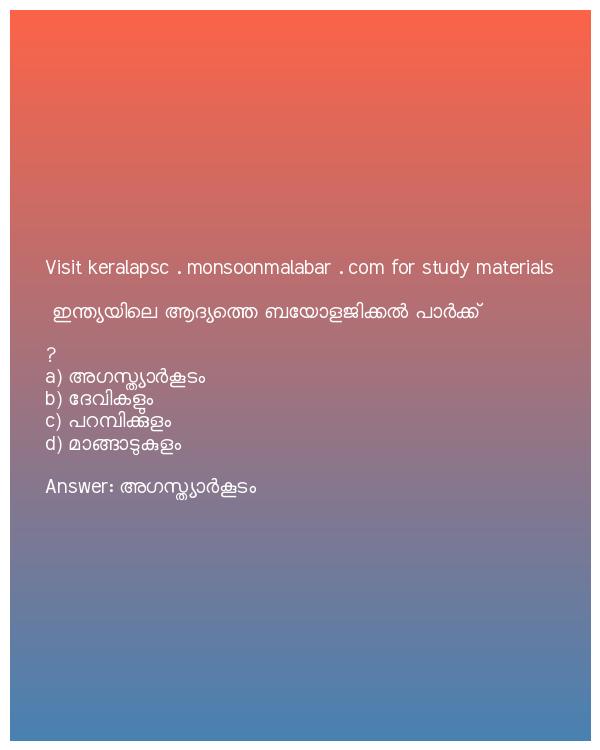 Visit keralapsc . monsoonmalabar . com for study materials
ഇന്ത്യയിലെ ആദ്യത്തെ ബയോളജിക്കൽ പാർക്ക്
?
a) അഗസ്ത്യാർകൂടം
b) ദേവികളും
c) പറമ്പിക്കുളം
d) മാങ്ങാടുകുളം
Answer: അഗസ്ത്യാർകൂടം